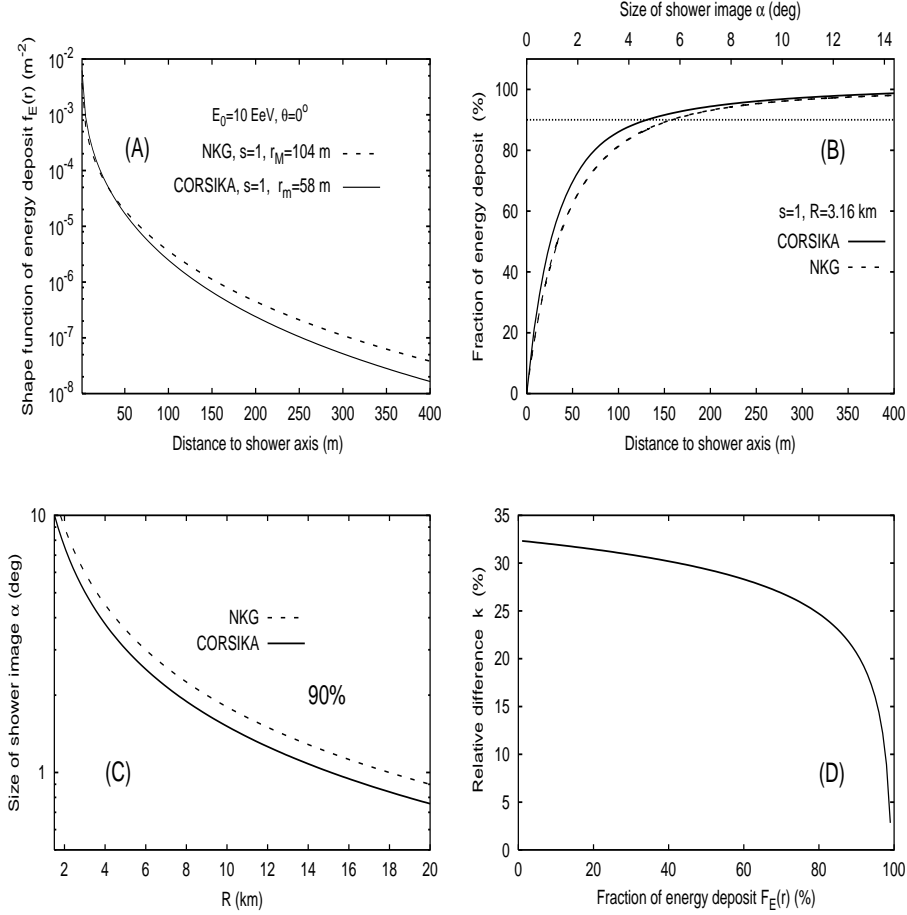 Shape function of energy deposit f_E(r) (m^-2)
10^-2
10^-3
10^-4
10^-5
10^-6
10^-7
10^-8
E_0=10 EeV, θ=0^o
(A)
NKG, s=1, r_M=104 m
CORSIKA, s=1, r_m=58 m
50 100 150 200 250 300 350 400
Distance to shower axis (m)
Size of shower image α (deg)
0 2 4 6 8 10 12 14
Fraction of energy deposit (%)
100
80
60
40
20
0
(B)
s=1, R=3.16 km
CORSIKA
NKG
0 50 100 150 200 250 300 350 400
Distance to shower axis (m)
Size of shower image α (deg)
10
1
NKG
CORSIKA
90%
(C)
2 4 6 8 10 12 14 16 18 20
R (km)
Relative difference k (%)
35
30
25
20
15
10
5
0
(D)
0 20 40 60 80 100
Fraction of energy deposit F_E(r) (%)